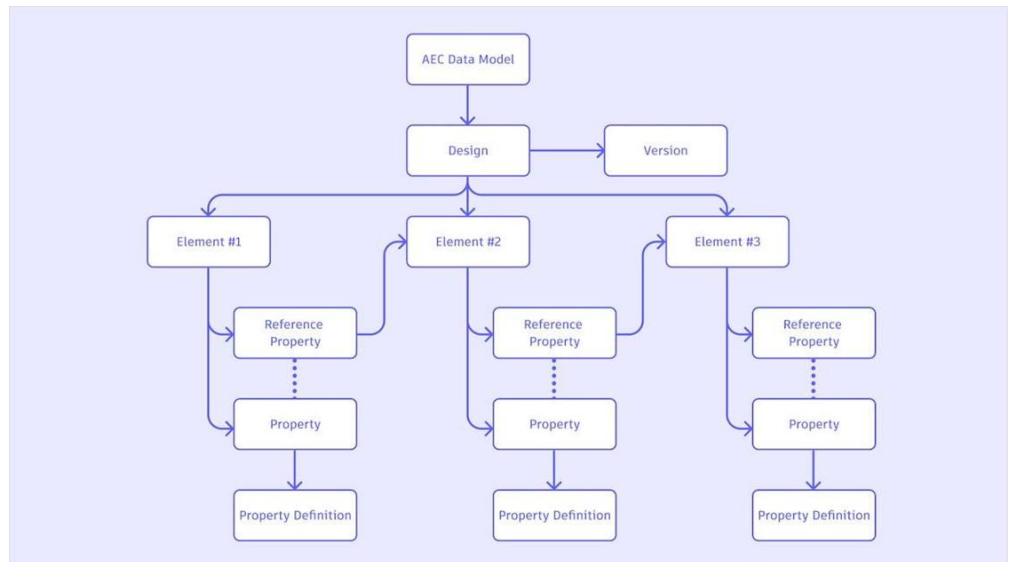 AEC Data Model
Design
Version
Element #1
Element #2
Element #3
Reference
Property
Reference
Property
Reference
Property
Property
Property
Property
Property Definition
Property Definition
Property Definition